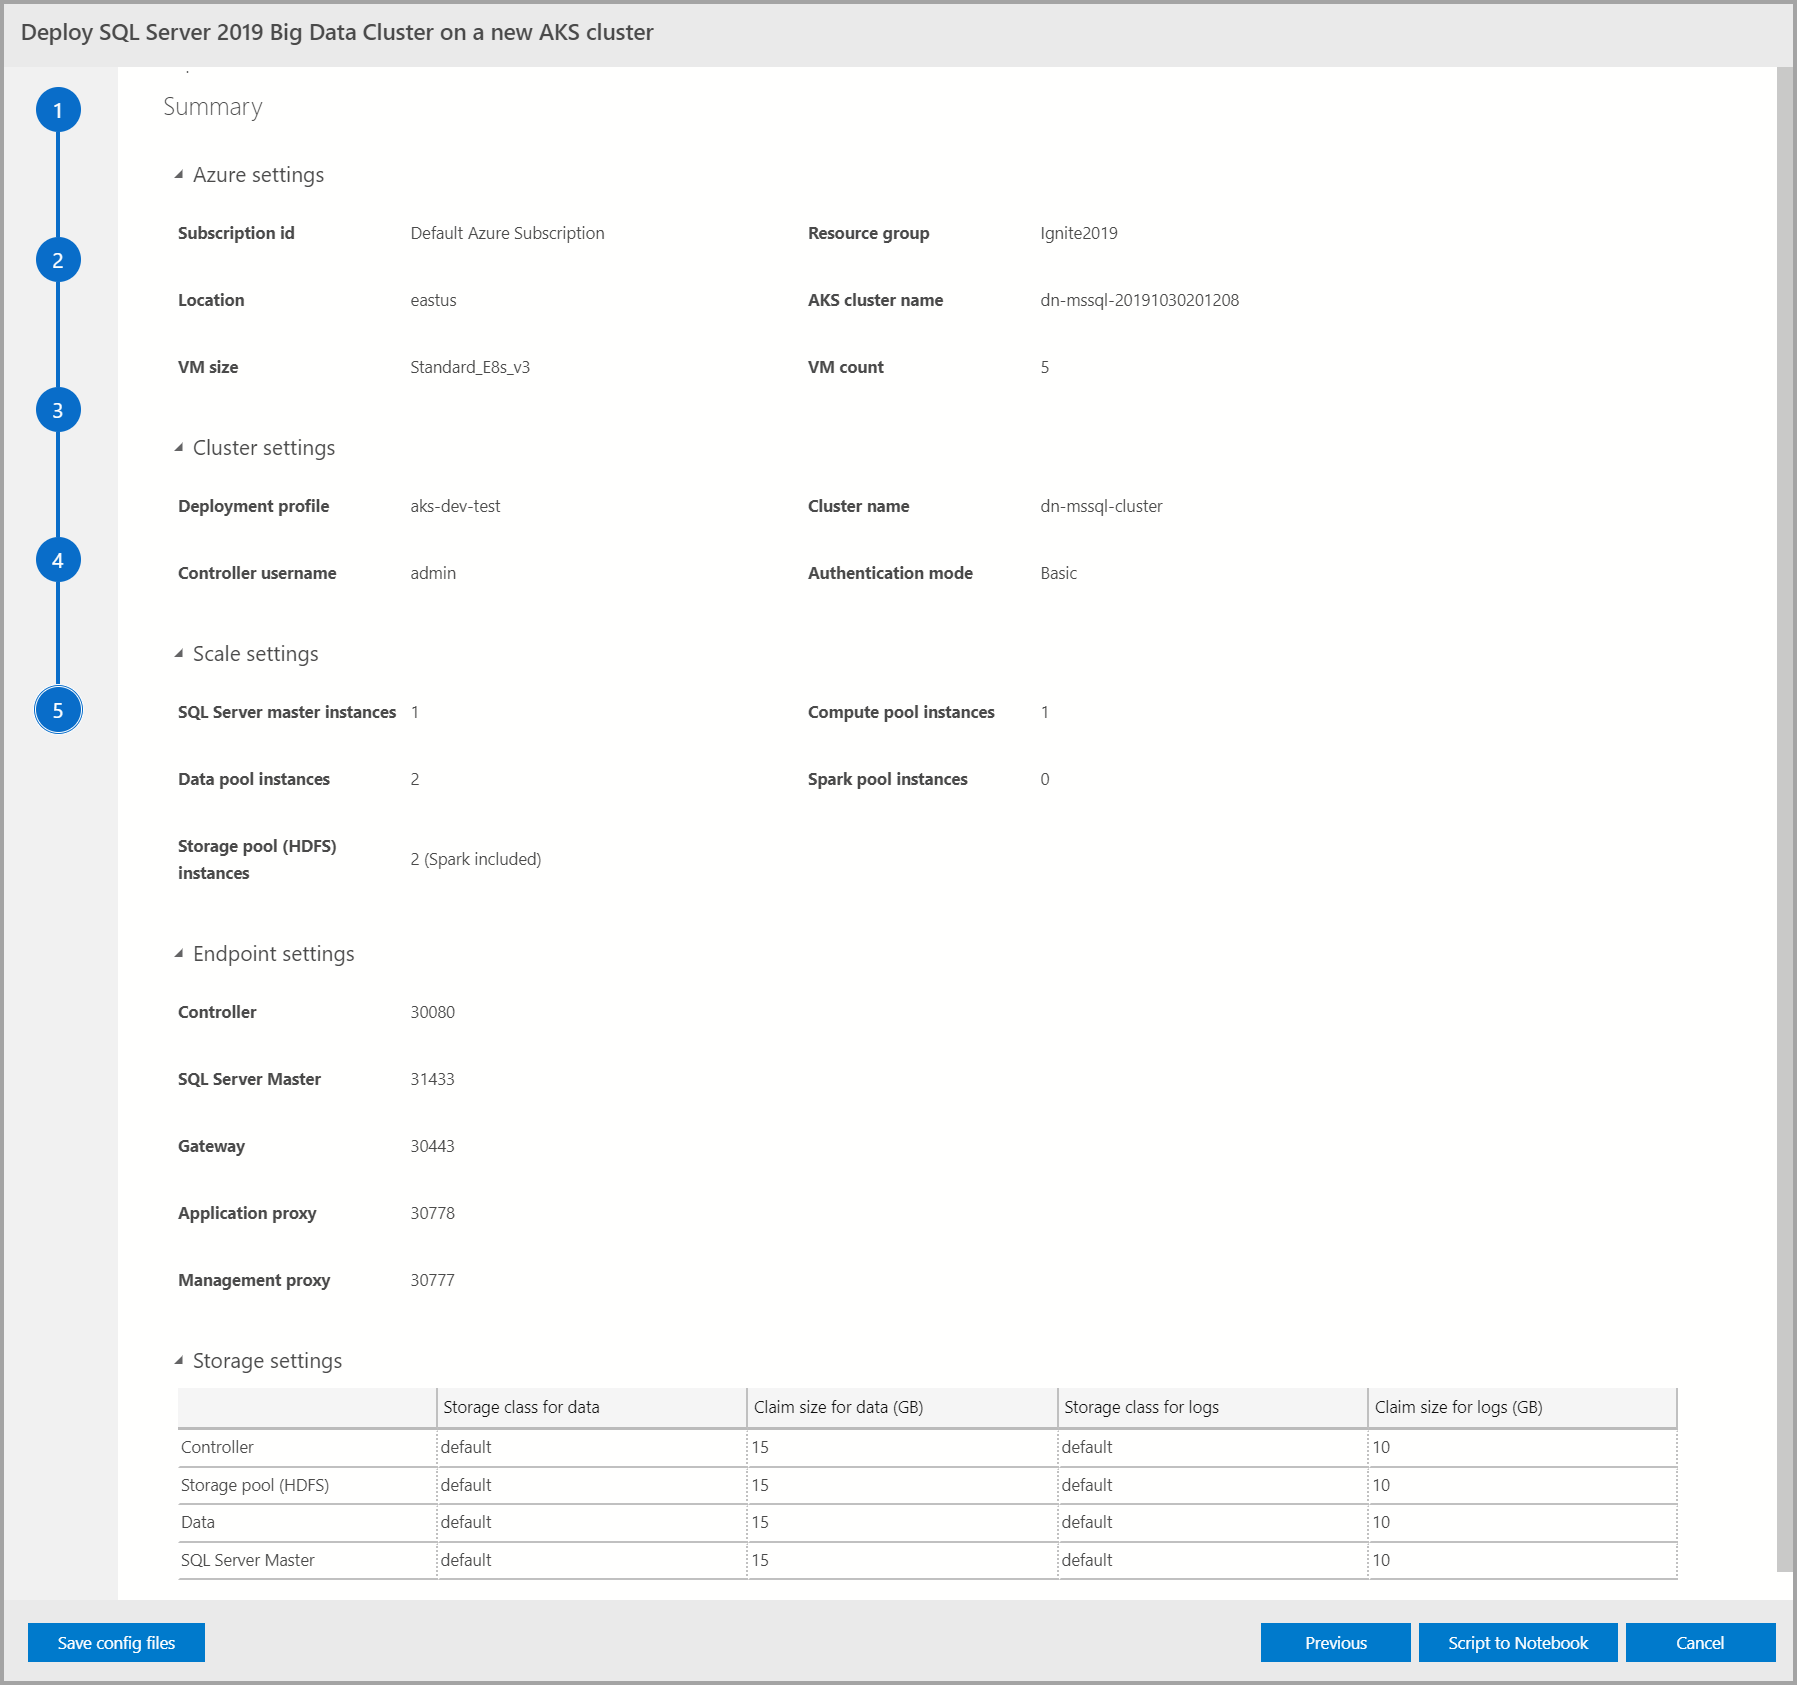 Deploy SQL Server 2019 Big Data Cluster on a new AKS cluster
1
2
3
4
5
Summary
Azure settings
Subscription id Default Azure Subscription Resource group Ignite2019
Location eastus AKS cluster name dn-mssql-20191030201208
VM size Standard_E8s_v3 VM count 5
Cluster settings
Deployment profile aks-dev-test Cluster name dn-mssql-cluster
Controller username admin Authentication mode Basic
Scale settings
SQL Server master instances 1 Compute pool instances 1
Data pool instances 2 Spark pool instances 0
Storage pool (HDFS)
instances 2 (Spark included)
Endpoint settings
Controller 30080
SQL Server Master 31433
Gateway 30443
Application proxy 30778
Management proxy 30777
Storage settings
Storage class for data Claim size for data (GB) Storage class for logs Claim size for logs (GB)
Controller default 15 default 10
Storage pool (HDFS) default 15 default 10
Data default 15 default 10
SQL Server Master default 15 default 10
Save config files Previous Script to Notebook Cancel